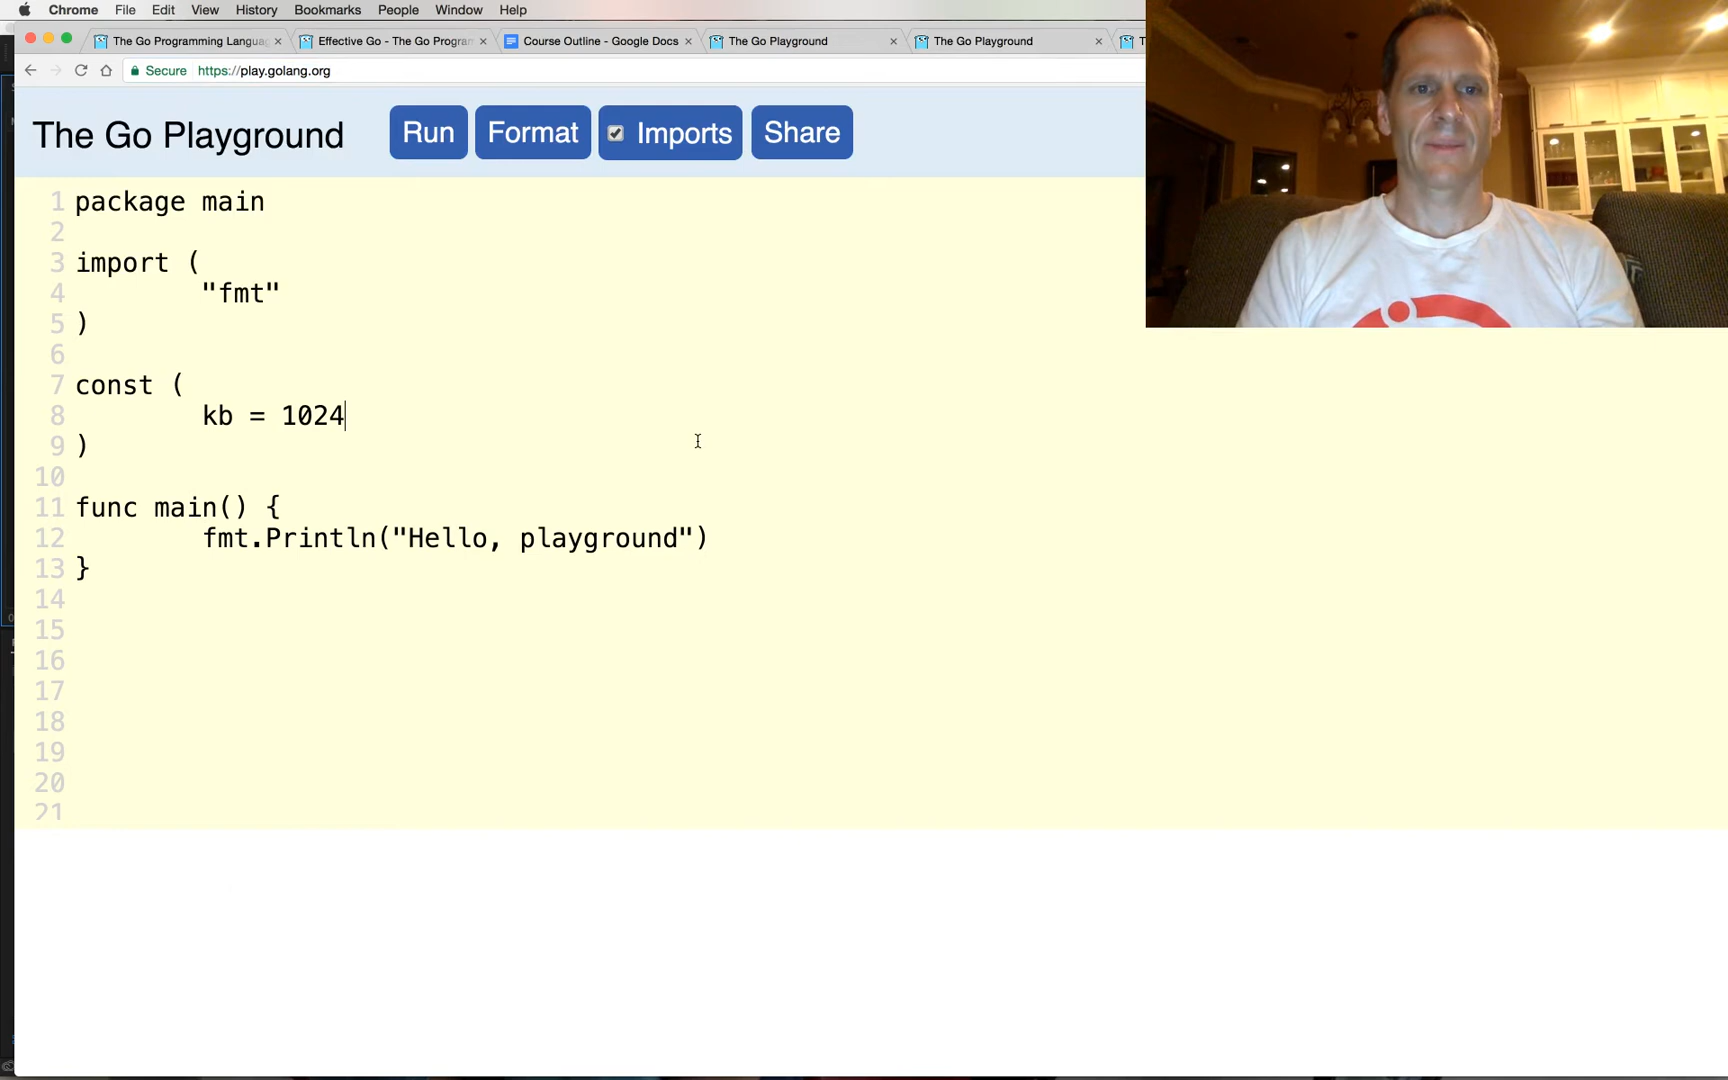 Chrome File Edit View History Bookmarks People Window Help
The Go Programming Langua × Effective Go - The Go Progran × Course Outline - Google Docs × The Go Playground × The Go Playground × T
Secure https://play.golang.org
The Go Playground Run Format Imports Share
1 package main
2
3 import (
4 "fmt"
5 )
6
7 const (
8 kb = 1024
9 )
10
11 func main() {
12 fmt.Println("Hello, playground")
13 }
14
15
16
17
18
19
20
21